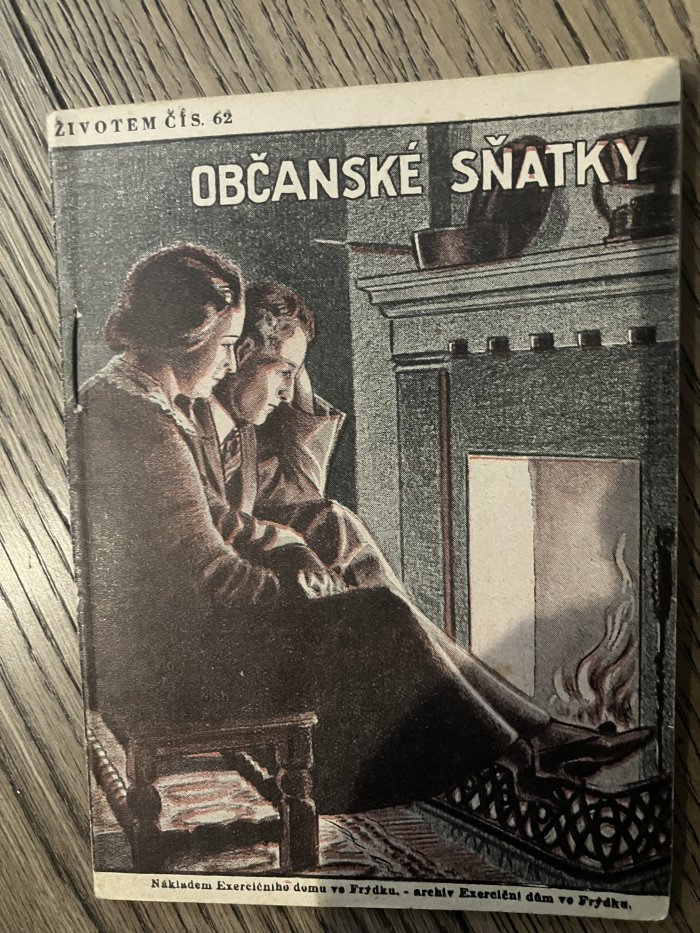 ŽIVOTEM ČÍS. 62
OBČANSKÉ SŇATKY
Nákladem Exercičního domu ve Frýdku. - archiv Exerciční dům ve Frýdku.